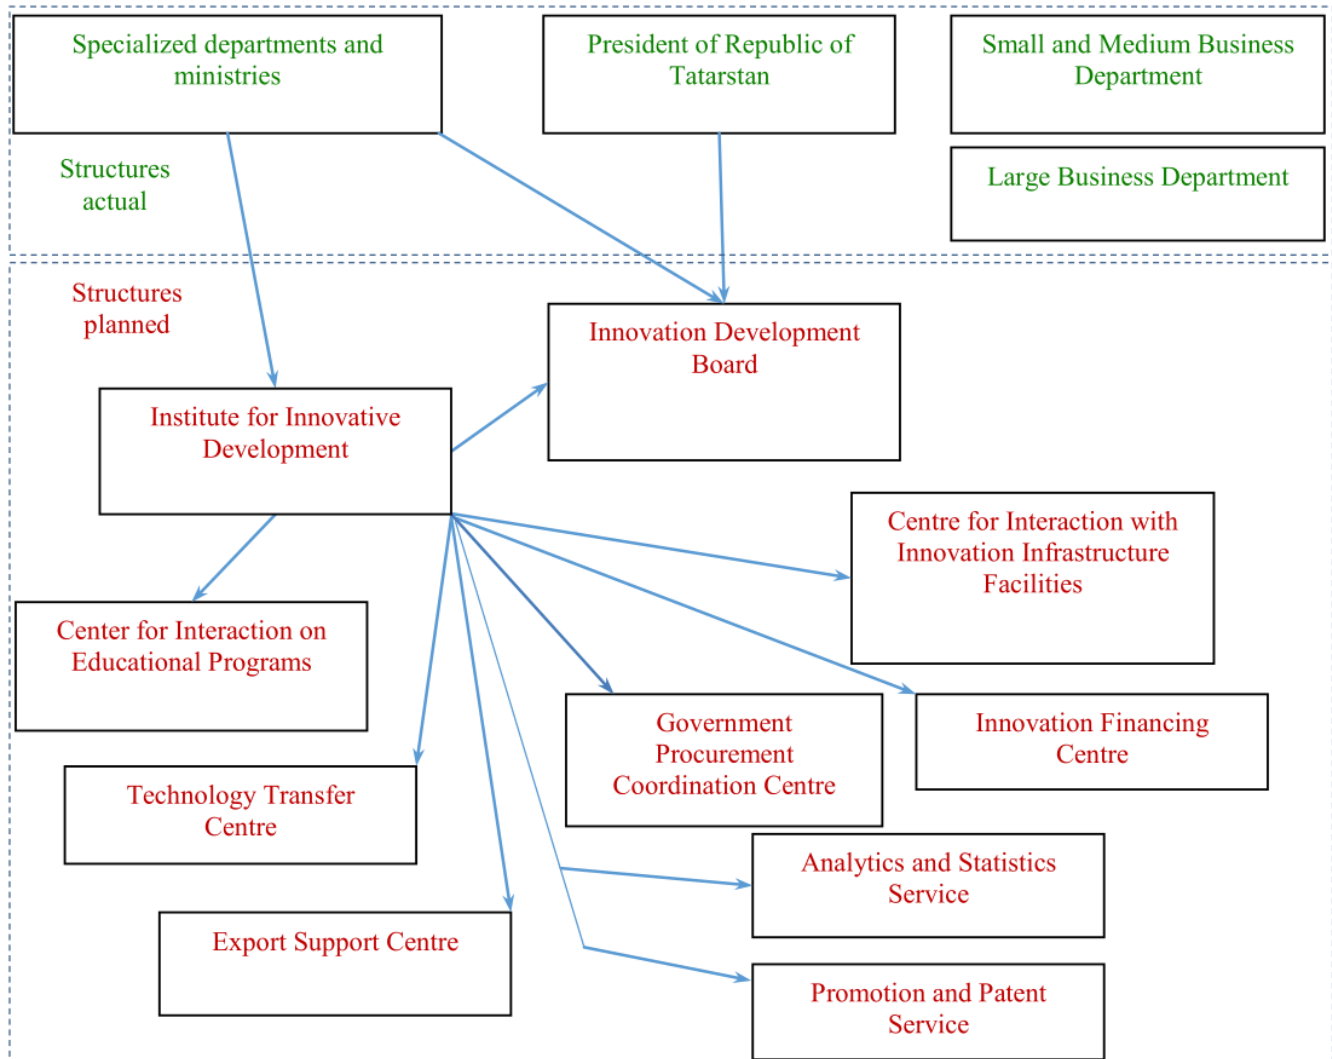 Specialized departments and
ministries
President of Republic of
Tatarstan
Small and Medium Business
Department
Structures
actual
Large Business Department
Structures
planned
Innovation Development
Board
Institute for Innovative
Development
Centre for Interaction with
Innovation Infrastructure
Facilities
Center for Interaction on
Educational Programs
Government
Procurement
Coordination Centre
Innovation Financing
Centre
Technology Transfer
Centre
Analytics and Statistics
Service
Export Support Centre
Promotion and Patent
Service